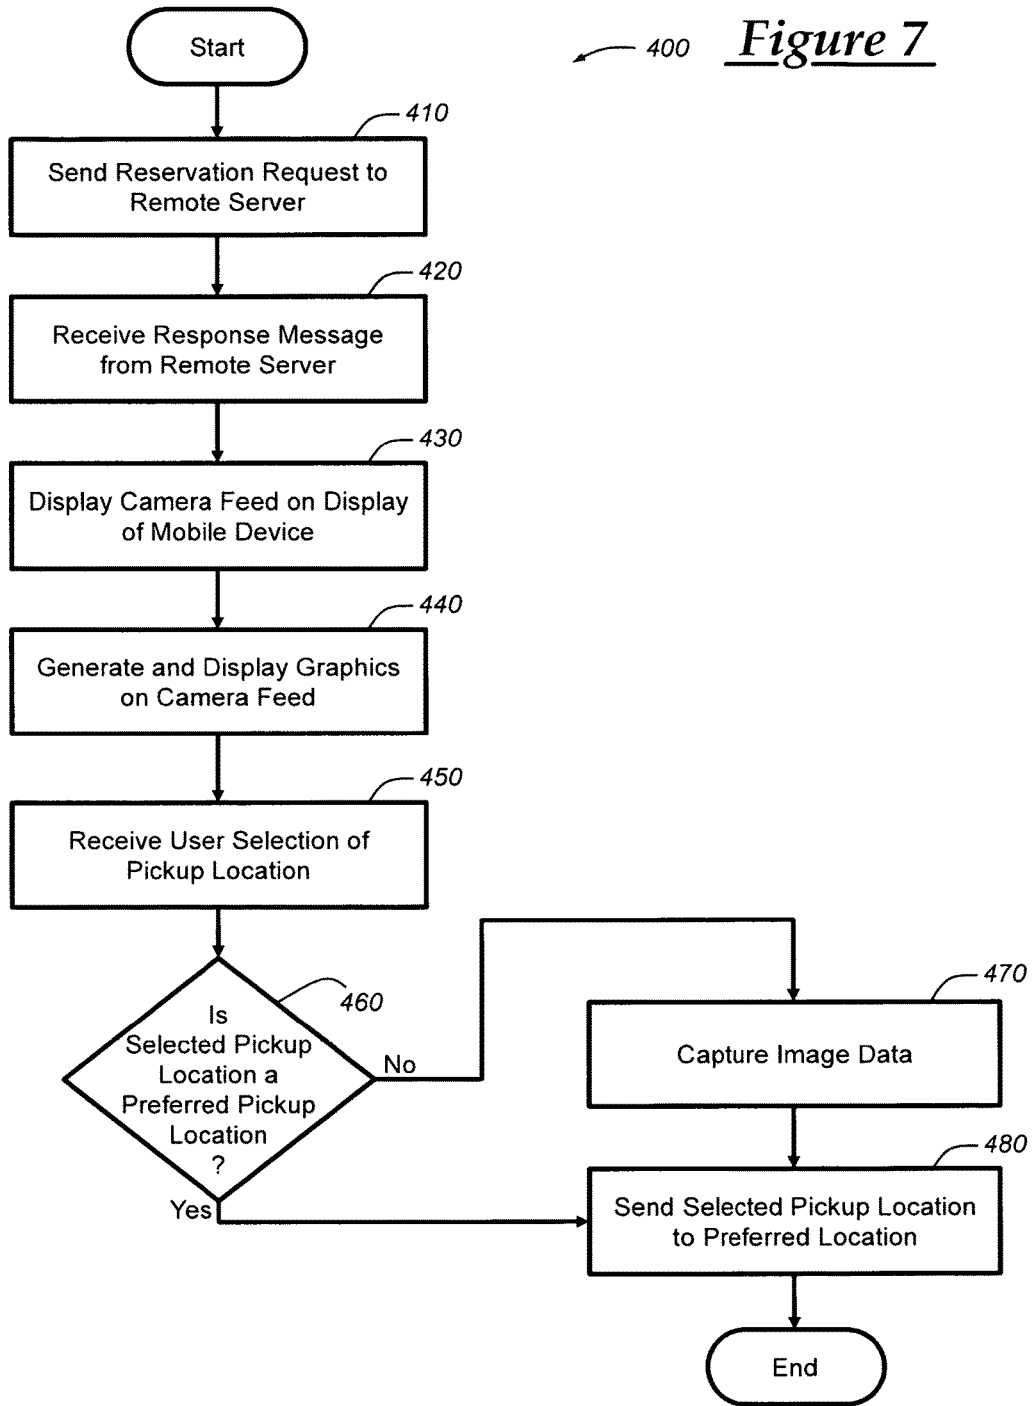 Figure 7
400
Start
410
Send Reservation Request to
Remote Server
420
Receive Response Message
from Remote Server
430
Display Camera Feed on Display
of Mobile Device
440
Generate and Display Graphics
on Camera Feed
450
Receive User Selection of
Pickup Location
460
Is
Selected Pickup
Location a
Preferred Pickup
Location
?
No
Yes
470
Capture Image Data
480
Send Selected Pickup Location
to Preferred Location
End